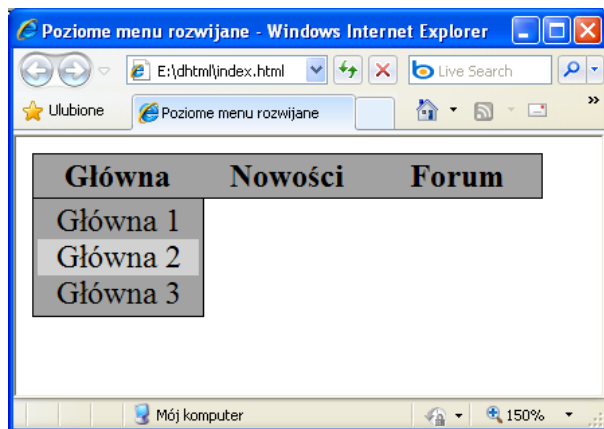 Poziome menu rozwijane - Windows Internet Explorer
E:\dhtml\index.html Live Search
Ulubione Poziome menu rozwijane »
Główna Nowości Forum
Główna 1
Główna 2
Główna 3
Mój komputer 150%